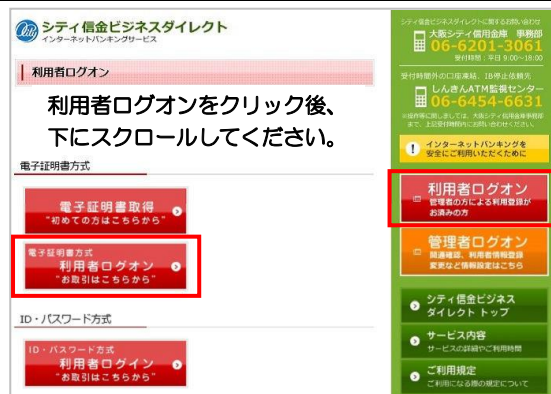 シティ信金ビジネスダイレクト
インターネットバンキングサービス
利用者ログオン
利用者ログオンをクリック後、
下にスクロールしてください。
電子証明書方式
電子証明書取得
“初めての方はこちらから”
電子証明書方式
利用者ログオン
“お取引はこちらから”
ID・パスワード方式
ID・パスワード方式
利用者ログイン
“お取引はこちらから”
シティ信金ビジネスダイレクトに関するお問い合わせ
大阪シティ信用金庫 事務部
06-6201-3061
受付時間:平日 9:00~18:00
受付時間外の口座凍結、IB停止依頼先
しんきんATM監視センター
06-6454-6631
インターネットバンキングを
安全にご利用いただくために
利用者ログオン
管理者の方による利用登録が
お済みの方
管理者ログオン
関連確認、利用者情報登録
変更など情報設定はこちら
シティ信金ビジネス
ダイレクト トップ
サービス内容
サービスの詳細やご利用時間
ご利用規定
ご利用になる際の規定について